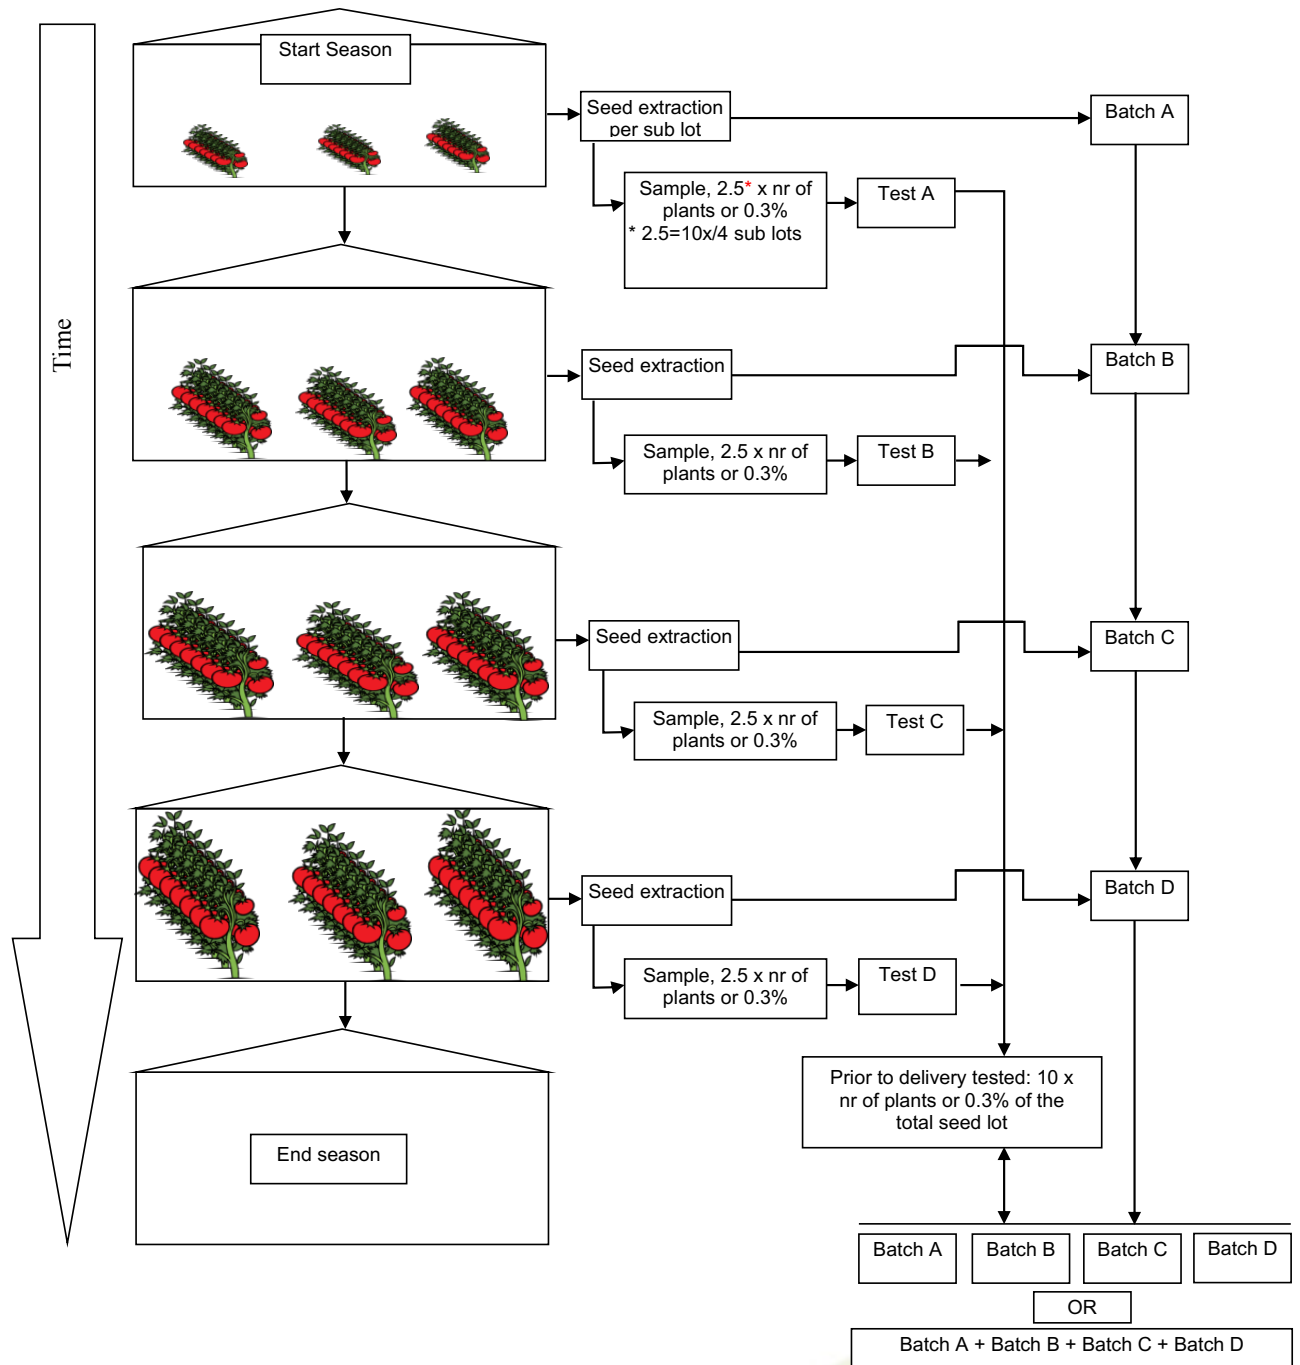 Start Season
Time
Seed extraction
per sub lot
Batch A
Sample, 2.5* x nr of
plants or 0.3%
* 2.5=10x/4 sub lots
Test A
Seed extraction
Batch B
Sample, 2.5 x nr of
plants or 0.3%
Test B
Seed extraction
Batch C
Sample, 2.5 x nr of
plants or 0.3%
Test C
Seed extraction
Batch D
Sample, 2.5 x nr of
plants or 0.3%
Test D
Prior to delivery tested: 10 x
nr of plants or 0.3% of the
total seed lot
End season
Batch A
Batch B
Batch C
Batch D
OR
Batch A + Batch B + Batch C + Batch D